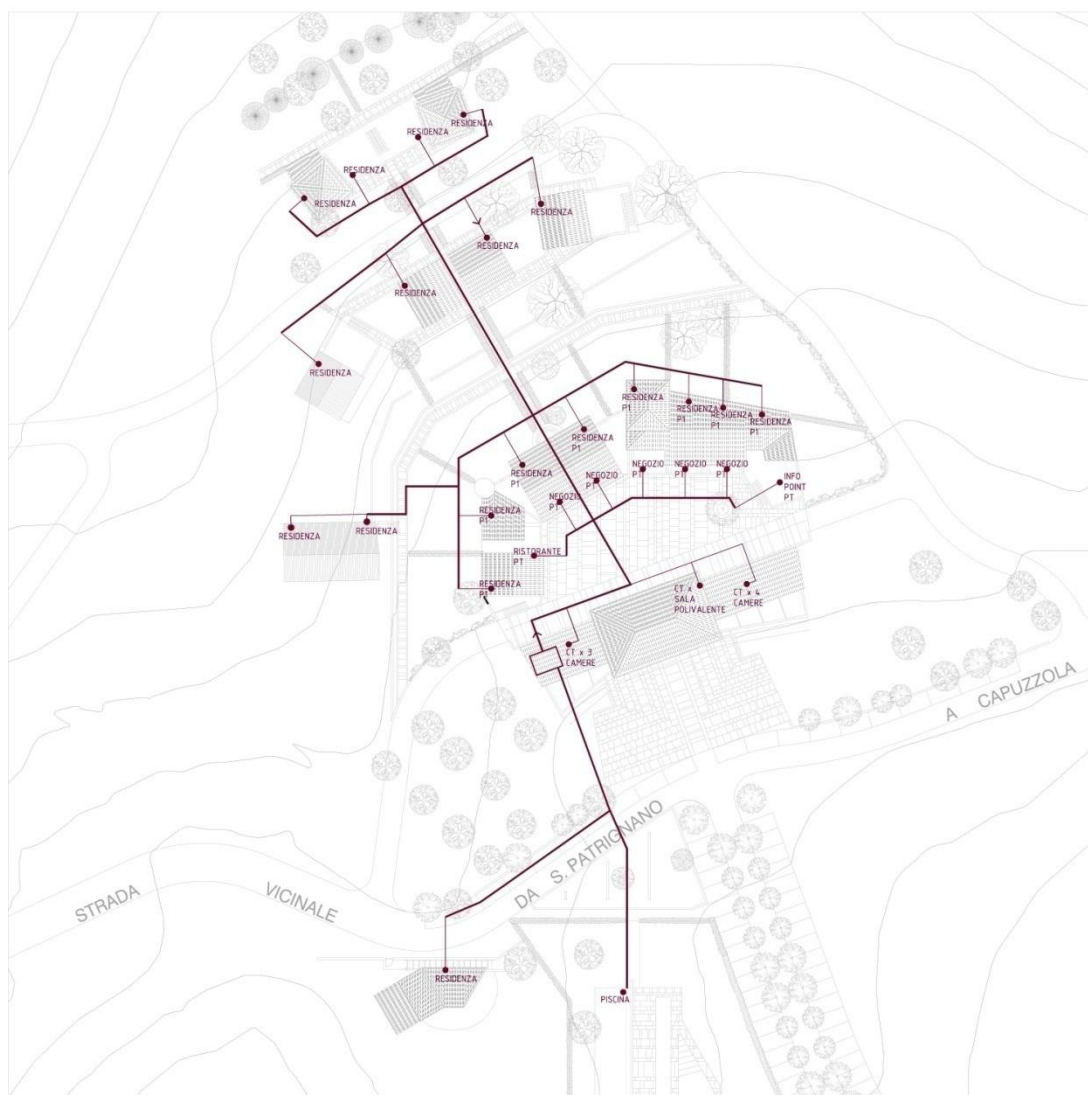 RESIDENZA
RESIDENZA
RESIDENZA
RESIDENZA
RESIDENZA
RESIDENZA
RESIDENZA
RESIDENZA
RESIDENZA
P1
RESIDENZA
P1
RESIDENZA
P1
RESIDENZA
P1
RESIDENZA
P1
RESIDENZA
P1
NEGOZIO
PT
NEGOZIO
PT
NEGOZIO
PT
NEGOZIO
PT
NEGOZIO
PT
INFO
POINT
PT
RESIDENZA
P1
RESIDENZA
RESIDENZA
RISTORANTE
PT
RESIDENZA
P1
CT x
SALA
POLIVALENTE
CT x 4
CAMERE
CT x 3
CAMERE
A CAPUZZOLA
DA S. PATRIGNANO
STRADA VICINALE
RESIDENZA
PISCINA